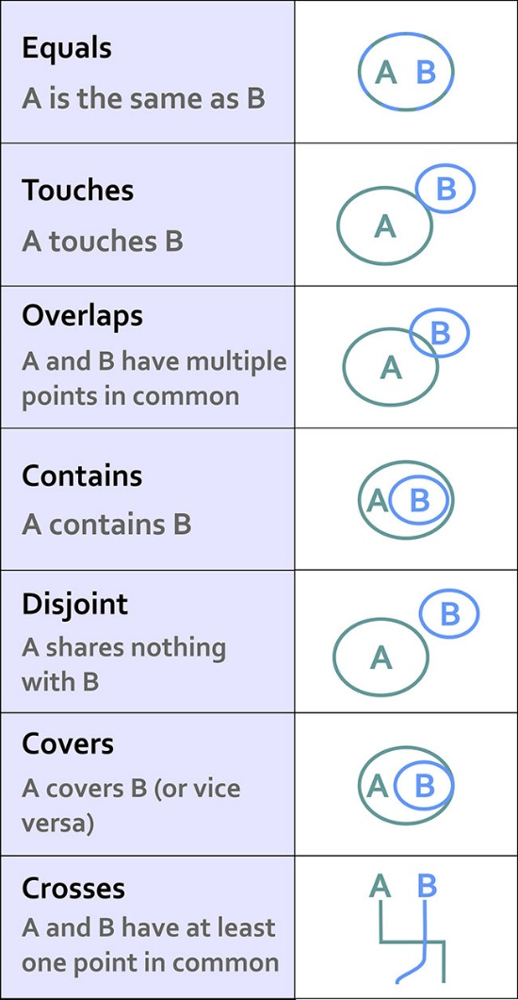 Equals
A is the same as B
A B
Touches
A touches B
B
A
Overlaps
A and B have multiple
points in common
B
A
Contains
A contains B
A B
Disjoint
A shares nothing
with B
B
A
Covers
A covers B (or vice
versa)
A B
Crosses
A and B have at least
one point in common
A B